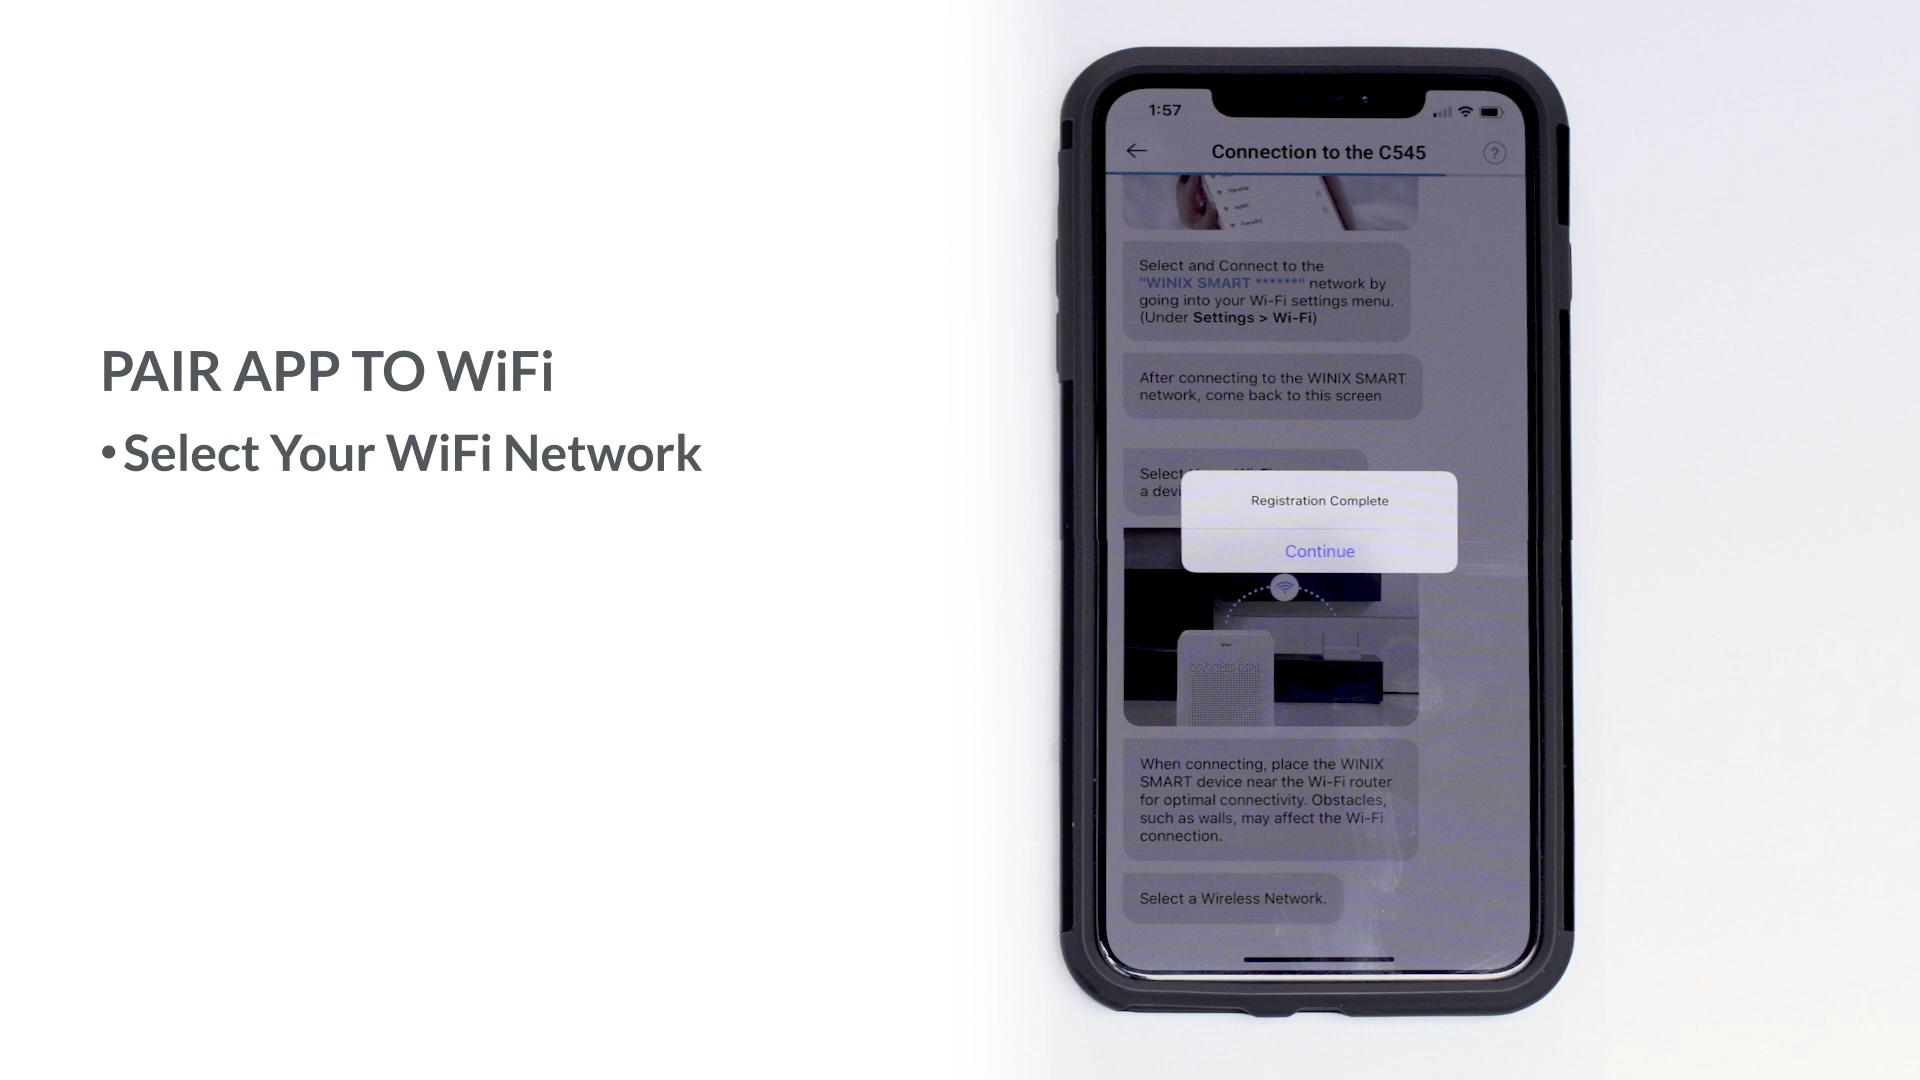 PAIR APP TO WiFi
•Select Your WiFi Network
1:57
Connection to the C545
?
Select and Connect to the
"WINIX SMART ******" network by
going into your Wi-Fi settings menu.
(Under Settings > Wi-Fi)
After connecting to the WINIX SMART
network, come back to this screen
Select
a devi
Registration Complete
Continue
When connecting, place the WINIX
SMART device near the Wi-Fi router
for optimal connectivity. Obstacles,
such as walls, may affect the Wi-Fi
connection.
Select a Wireless Network.